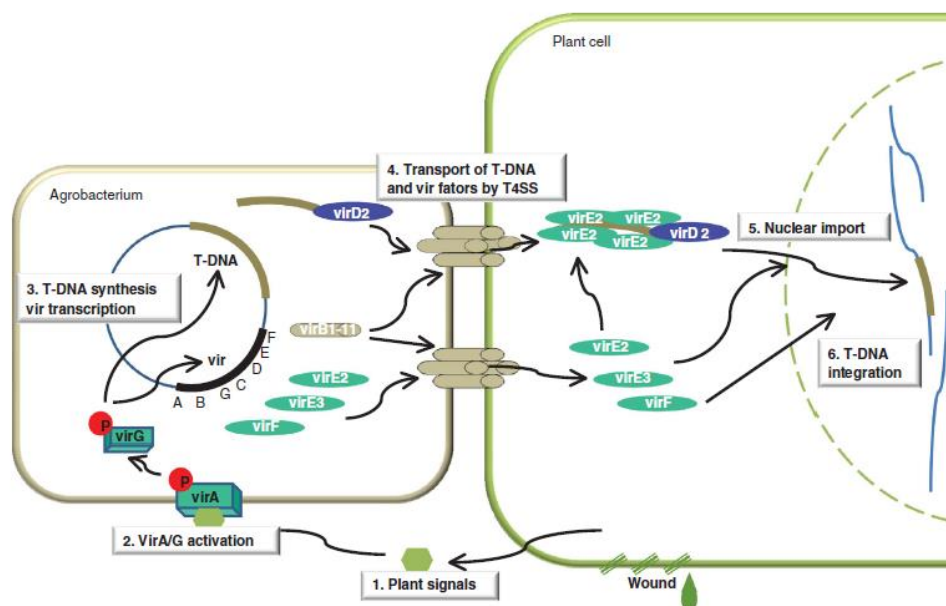 Plant cell
Agrobacterium
4. Transport of T-DNA
and vir fators by T4SS
virD2
virE2
virE2
virE2
virD 2
virE2
5. Nuclear import
T-DNA
3. T-DNA synthesis
vir transcription
virB1-11
vir
F
E
D
C
G
B
A
virE2
virE3
virF
virE2
virE3
virF
6. T-DNA
integration
P
virG
P
virA
2. VirA/G activation
1. Plant signals
Wound